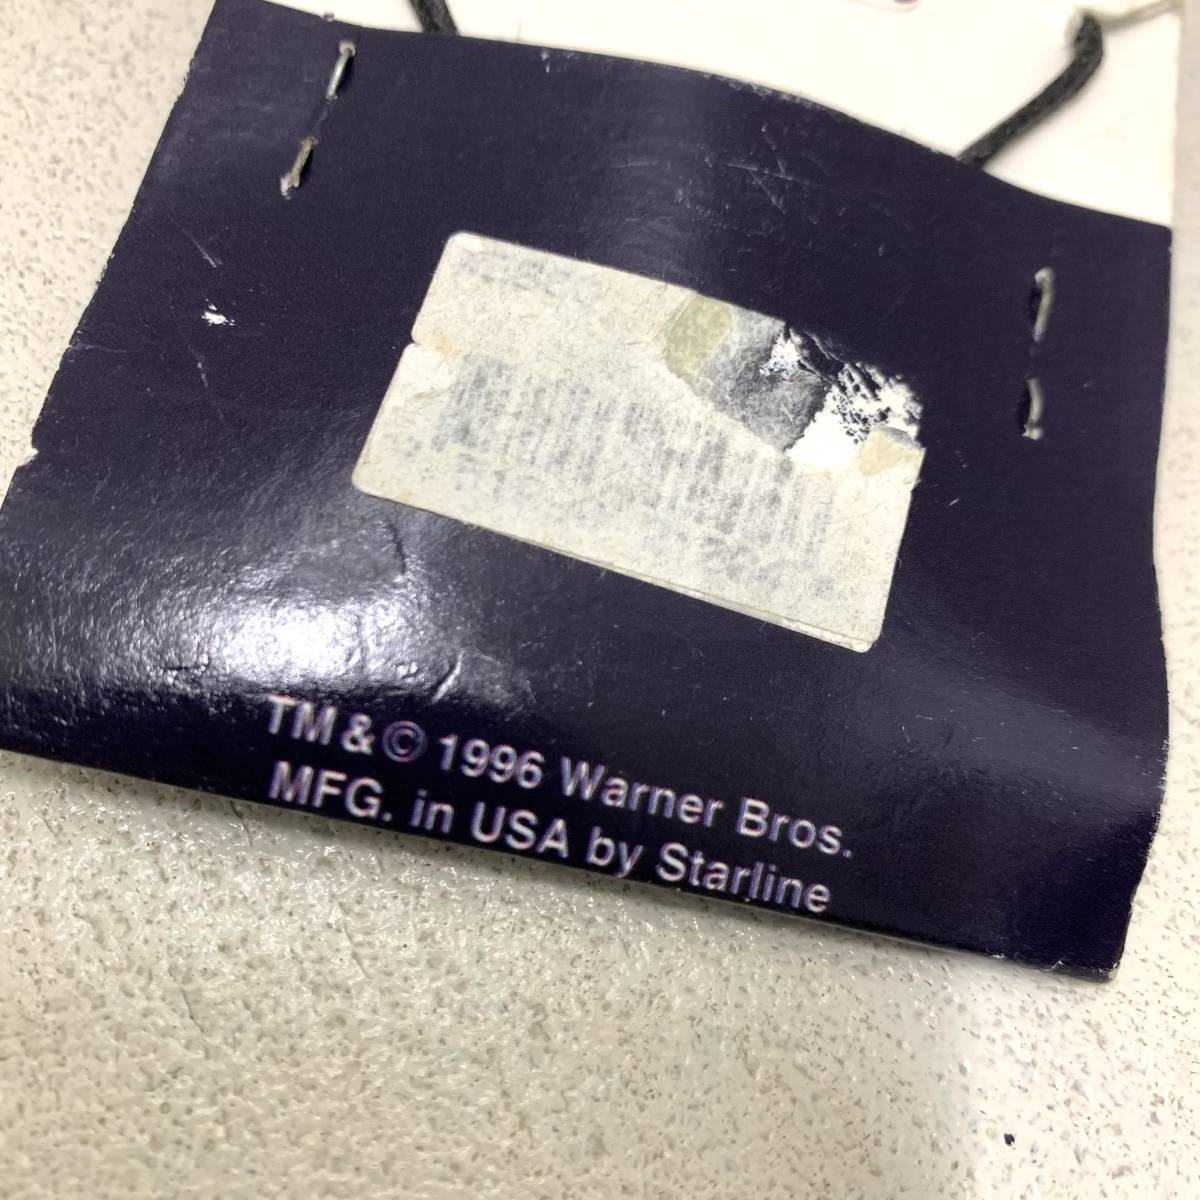 TM & © 1996 Warner Bros.
MFG. in USA by Starline